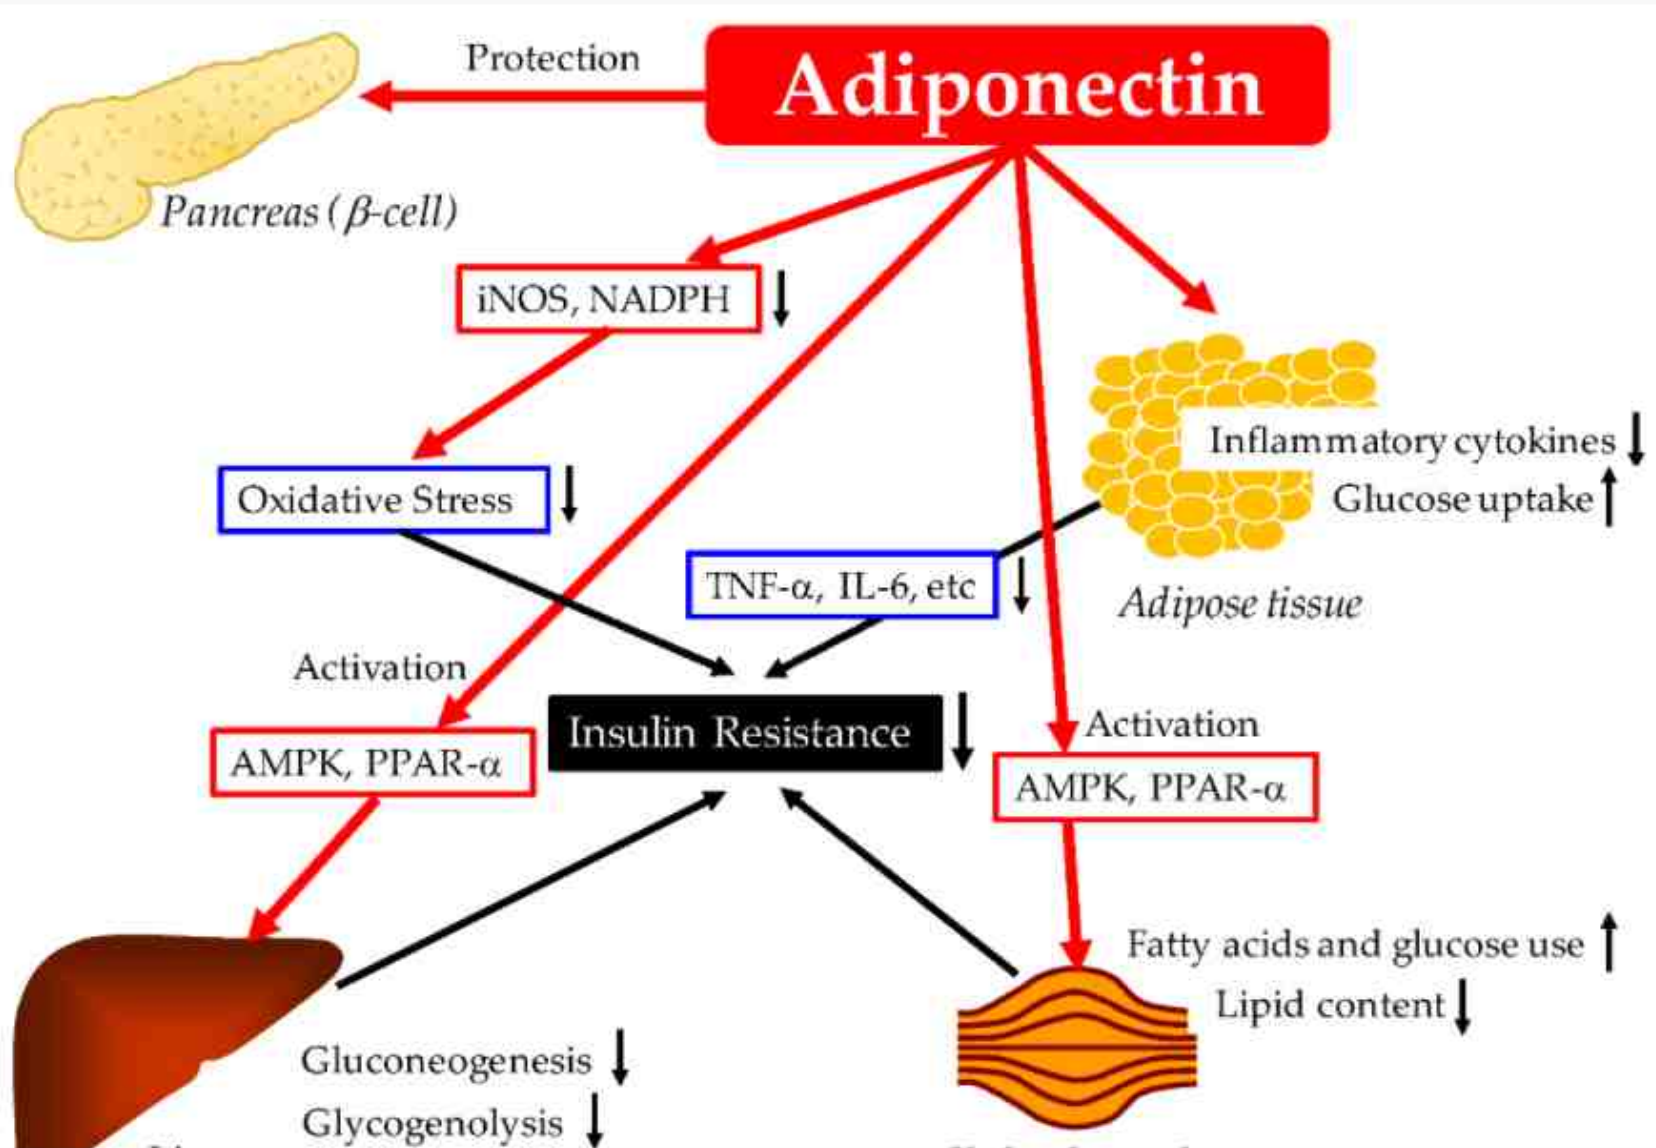 Protection
Adiponectin
Pancreas (β-cell)
iNOS, NADPH
Inflammatory cytokines
Oxidative Stress
Glucose uptake
TNF-α, IL-6, etc
Adipose tissue
Activation
Insulin Resistance
Activation
AMPK, PPAR-α
AMPK, PPAR-α
Fatty acids and glucose use
Lipid content
Gluconeogenesis
Glycogenolysis